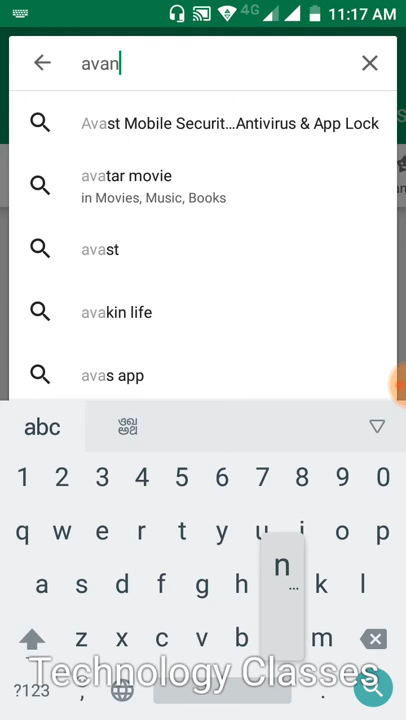 4G 11:17 AM
avan
Avast Mobile Securit...Antivirus & App Lock
avatar movie
in Movies, Music, Books
avast
avakin life
avas app
abc
1 2 3 4 5 6 7 8 9 0
q w e r t y u i o p
n
...
a s d f g h k l
z x c v b m
Technology Classes
?123 , .